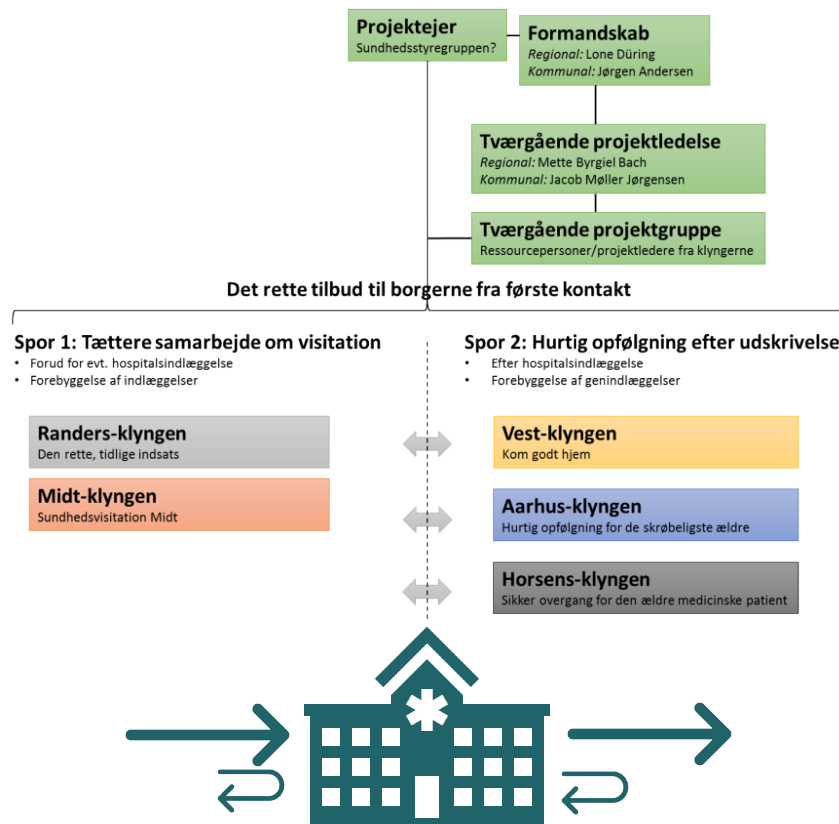 Projektejer
Sundhedsstyregruppen?
Formandskab
Regional: Lone Düring
Kommunal: Jørgen Andersen
Tværgående projektledelse
Regional: Mette Byrgiel Bach
Kommunal: Jacob Møller Jørgensen
Tværgående projektgruppe
Ressourcepersoner/projektledere fra klyngerne
Det rette tilbud til borgerne fra første kontakt
Spor 1: Tættere samarbejde om visitation
• Forud for evt. hospitalsindlæggelse
• Forebyggelse af indlæggelser
Randers-klyngen
Den rette, tidlige indsats
Midt-klyngen
Sundhedsvisitation Midt
Spor 2: Hurtig opfølgning efter udskrivelse
• Efter hospitalsindlæggelse
• Forebyggelse af genindlæggelser
Vest-klyngen
Kom godt hjem
Aarhus-klyngen
Hurtig opfølgning for de skrøbeligste ældre
Horsens-klyngen
Sikker overgang for den ældre medicinske patient